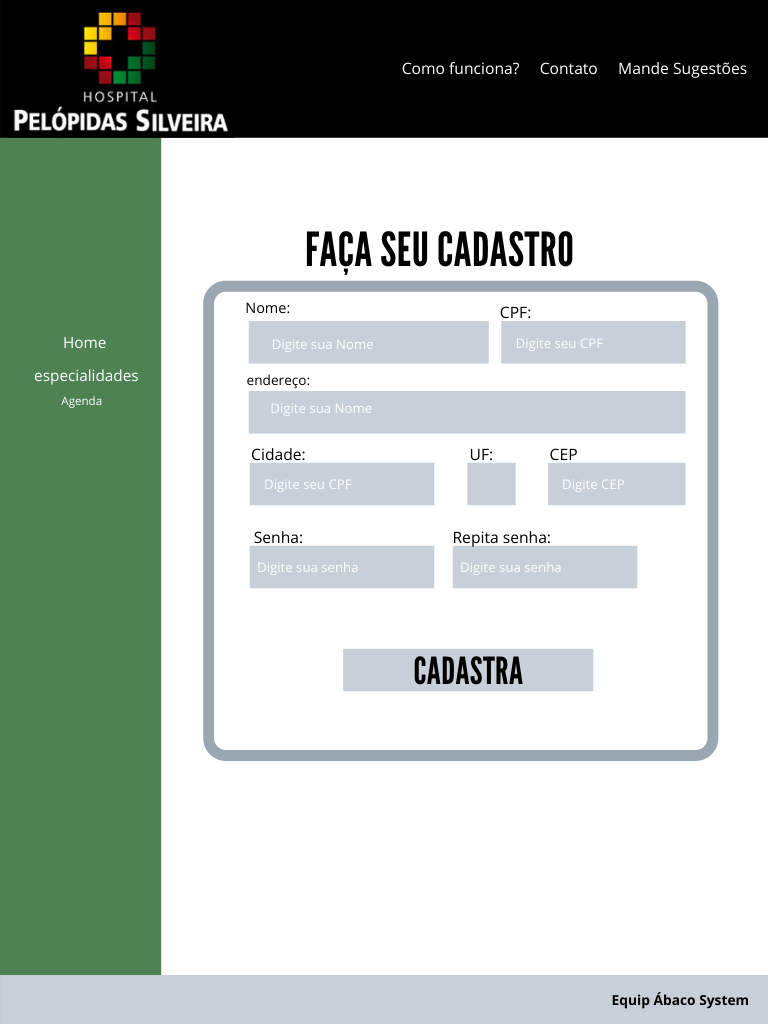 HOSPITAL
PELÓPIDAS SILVEIRA
Como funciona? Contato Mande Sugestões
Home
especialidades
Agenda
FAÇA SEU CADASTRO
Nome: CPF:
Digite sua Nome Digite seu CPF
endereço:
Digite sua Nome
Cidade: UF: CEP
Digite seu CPF Digite CEP
Senha: Repita senha:
Digite sua senha Digite sua senha
CADASTRA
Equip Ábaco System